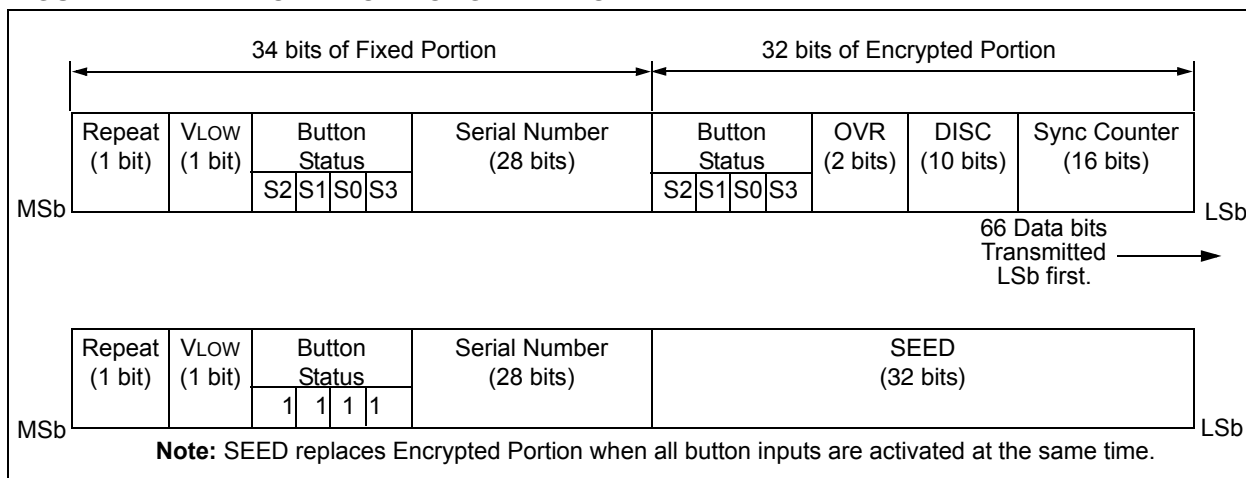 34 bits of Fixed Portion
32 bits of Encrypted Portion
Repeat
(1 bit)
VLOW
(1 bit)
Button
Status
S2 S1 S0 S3
Serial Number
(28 bits)
Button
Status
S2 S1 S0 S3
OVR
(2 bits)
DISC
(10 bits)
Sync Counter
(16 bits)
MSb
LSb
66 Data bits
Transmitted
LSb first.
Repeat
(1 bit)
VLOW
(1 bit)
Button
Status
1 1 1 1
Serial Number
(28 bits)
SEED
(32 bits)
MSb
LSb
Note: SEED replaces Encrypted Portion when all button inputs are activated at the same time.